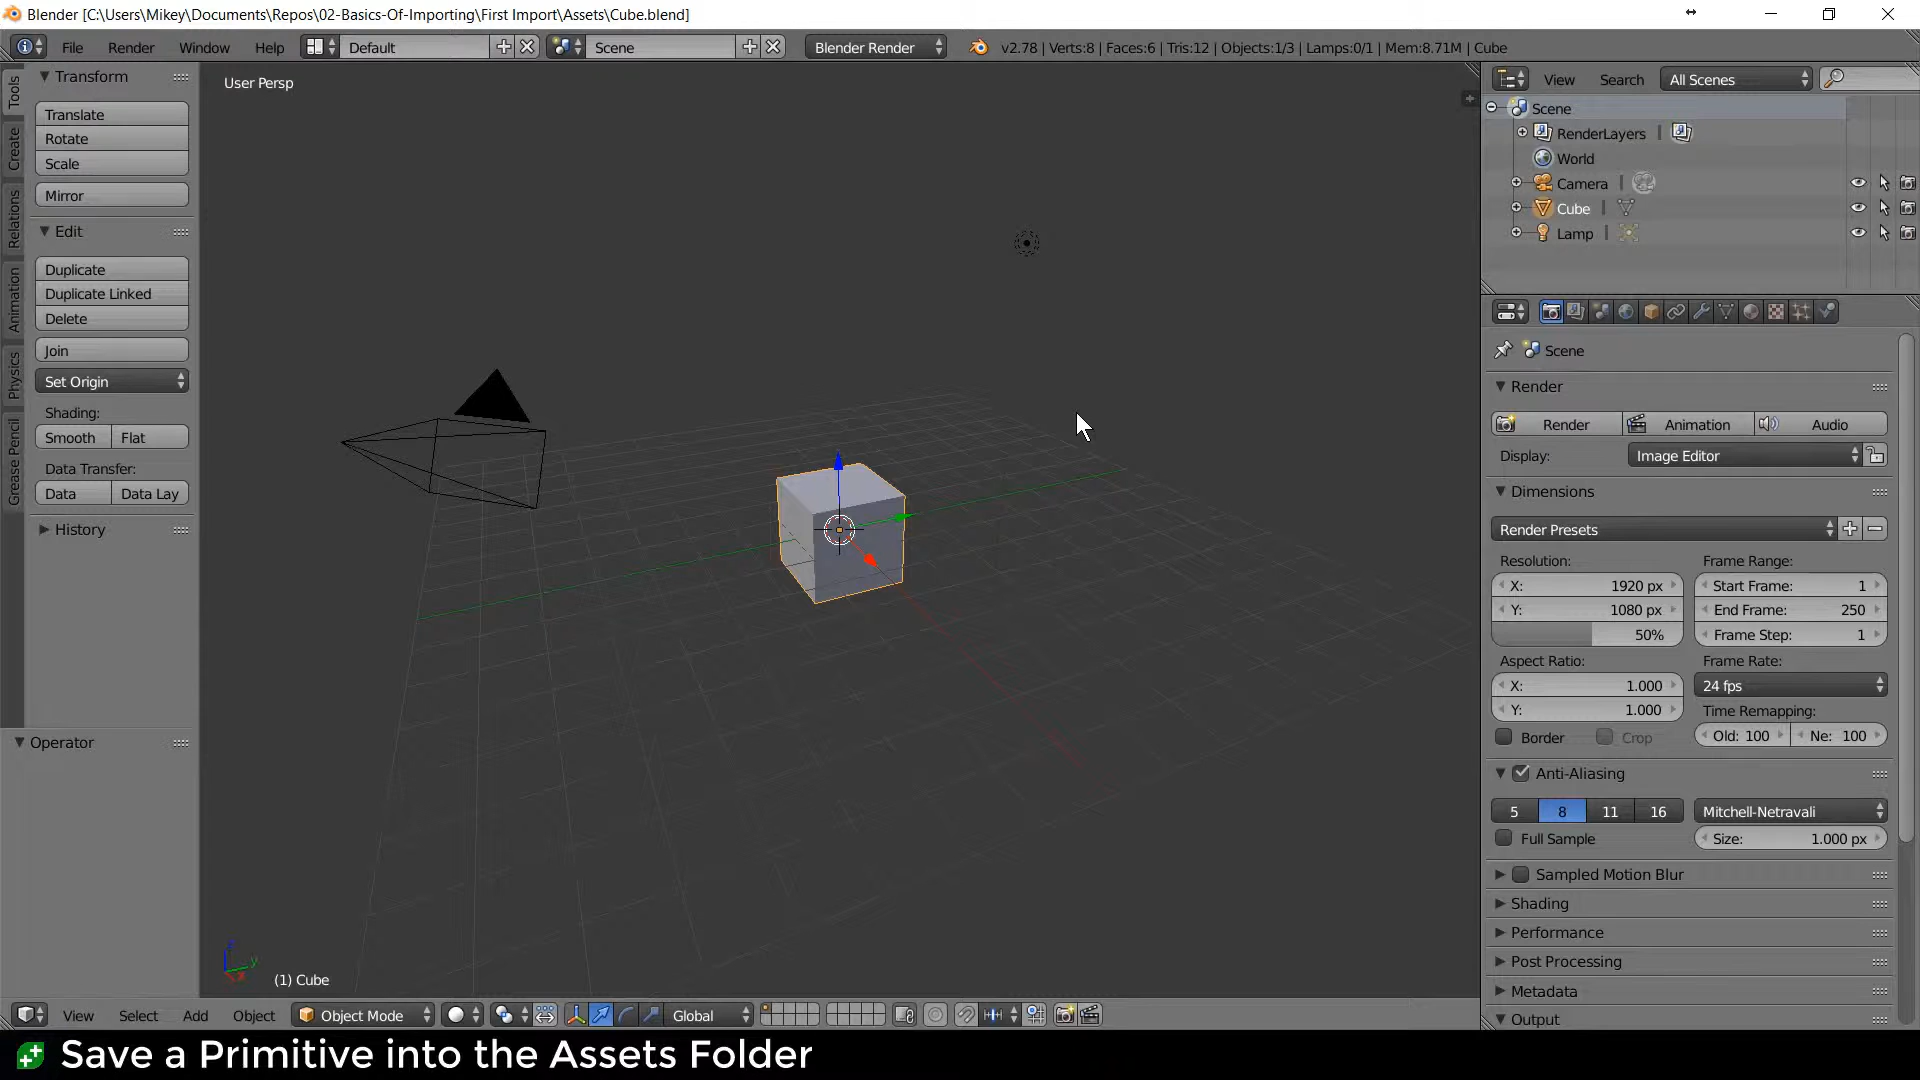 Blender [C:\Users\Mikey\Documents\Repos\02-Basics-Of-Importing\First Import\Assets\Cube.blend]
File Render Window Help Default Scene Blender Render v2.78 | Verts:8 | Faces:6 | Tris:12 | Objects:1/3 | Lamps:0/1 | Mem:8.71M | Cube
Tools
Create
Relations
Animation
Physics
Grease Pencil
Transform
Translate
Rotate
Scale
Mirror
Edit
Duplicate
Duplicate Linked
Delete
Join
Set Origin
Shading:
Smooth Flat
Data Transfer:
Data Data Lay
History
Operator
User Persp
(1) Cube
View Select Add Object Object Mode Global
View Search All Scenes
Scene
RenderLayers
World
Camera
Cube
Lamp
Scene
Render
Render Animation Audio
Display: Image Editor
Dimensions
Render Presets
Resolution: Frame Range:
X: 1920 px Start Frame: 1
Y: 1080 px End Frame: 250
50% Frame Step: 1
Aspect Ratio: Frame Rate:
X: 1.000 24 fps
Y: 1.000 Time Remapping:
Border Crop Old: 100 Ne: 100
Anti-Aliasing
5 8 11 16 Mitchell-Netravali
Full Sample Size: 1.000 px
Sampled Motion Blur
Shading
Performance
Post Processing
Metadata
Output
Save a Primitive into the Assets Folder